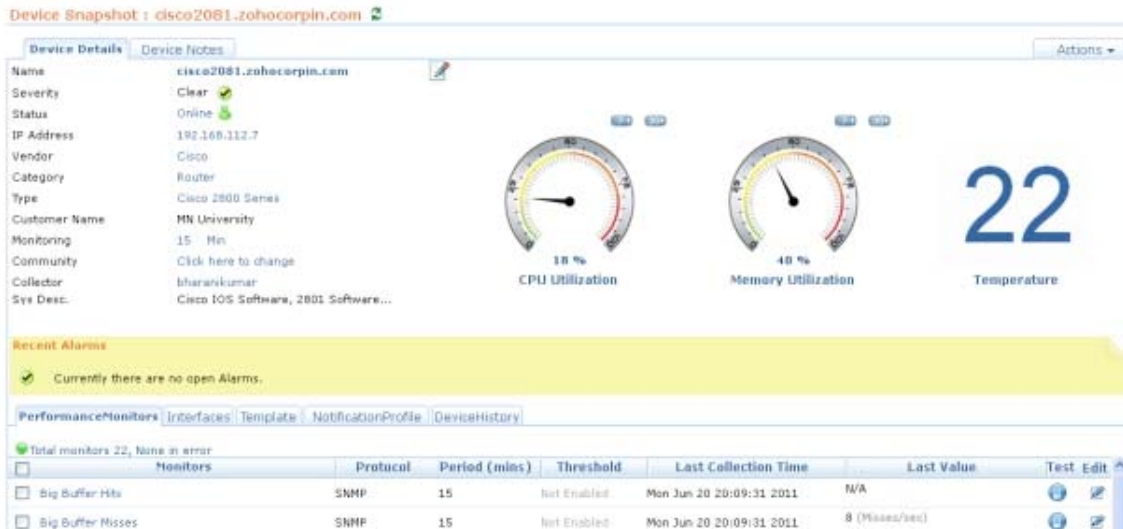 Device Snapshot : cisco2081.zohocorpin.com
Device Details Device Notes Actions
Name cisco2081.zohocorpin.com
Severity Clear
Status Online
IP Address 192.168.112.7
Vendor Cisco
Category Router
Type Cisco 2800 Series
Customer Name MN University
Monitoring 15 Min
Community Click here to change
Collector bharanikumar
Sys Desc. Cisco IOS Software, 2801 Software...
18 %
CPU Utilization
40 %
Memory Utilization
22
Temperature
Recent Alarms
Currently there are no open Alarms.
PerformanceMonitors Interfaces Template NotificationProfile DeviceHistory
Total monitors 22, None in error
Monitors Protocol Period (mins) Threshold Last Collection Time Last Value Test Edit
Big Buffer Hits SNMP 15 Not Enabled Mon Jun 20 20:09:31 2011 N/A
Big Buffer Misses SNMP 15 Not Enabled Mon Jun 20 20:09:31 2011 8 (Misses/sec)